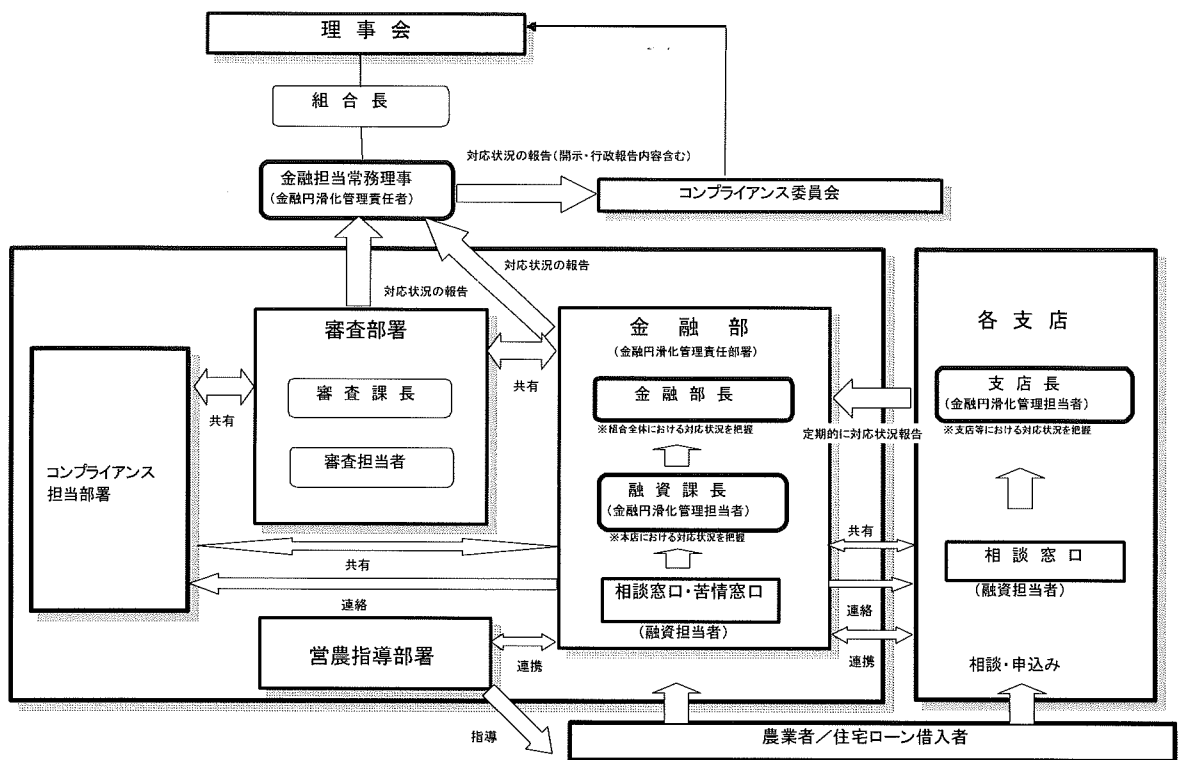 理事会
組合長
対応状況の報告(開示・行政報告内容含む)
金融担当常務理事
(金融円滑化管理責任者)
コンプライアンス委員会
対応状況の報告
対応状況の報告
審査部署
審査課長
審査担当者
共有
共有
コンプライアンス
担当部署
金融部
(金融円滑化管理責任部署)
金融部長
※組合全体における対応状況を把握
融資課長
(金融円滑化管理担当者)
※本店における対応状況を把握
相談窓口・苦情窓口
(融資担当者)
共有
連絡
営農指導部署
連携
指導
各支店
支店長
(金融円滑化管理担当者)
※支店等における対応状況を把握
定期的に対応状況報告
共有
相談窓口
(融資担当者)
連絡
連携
相談・申込み
農業者/住宅ローン借入者